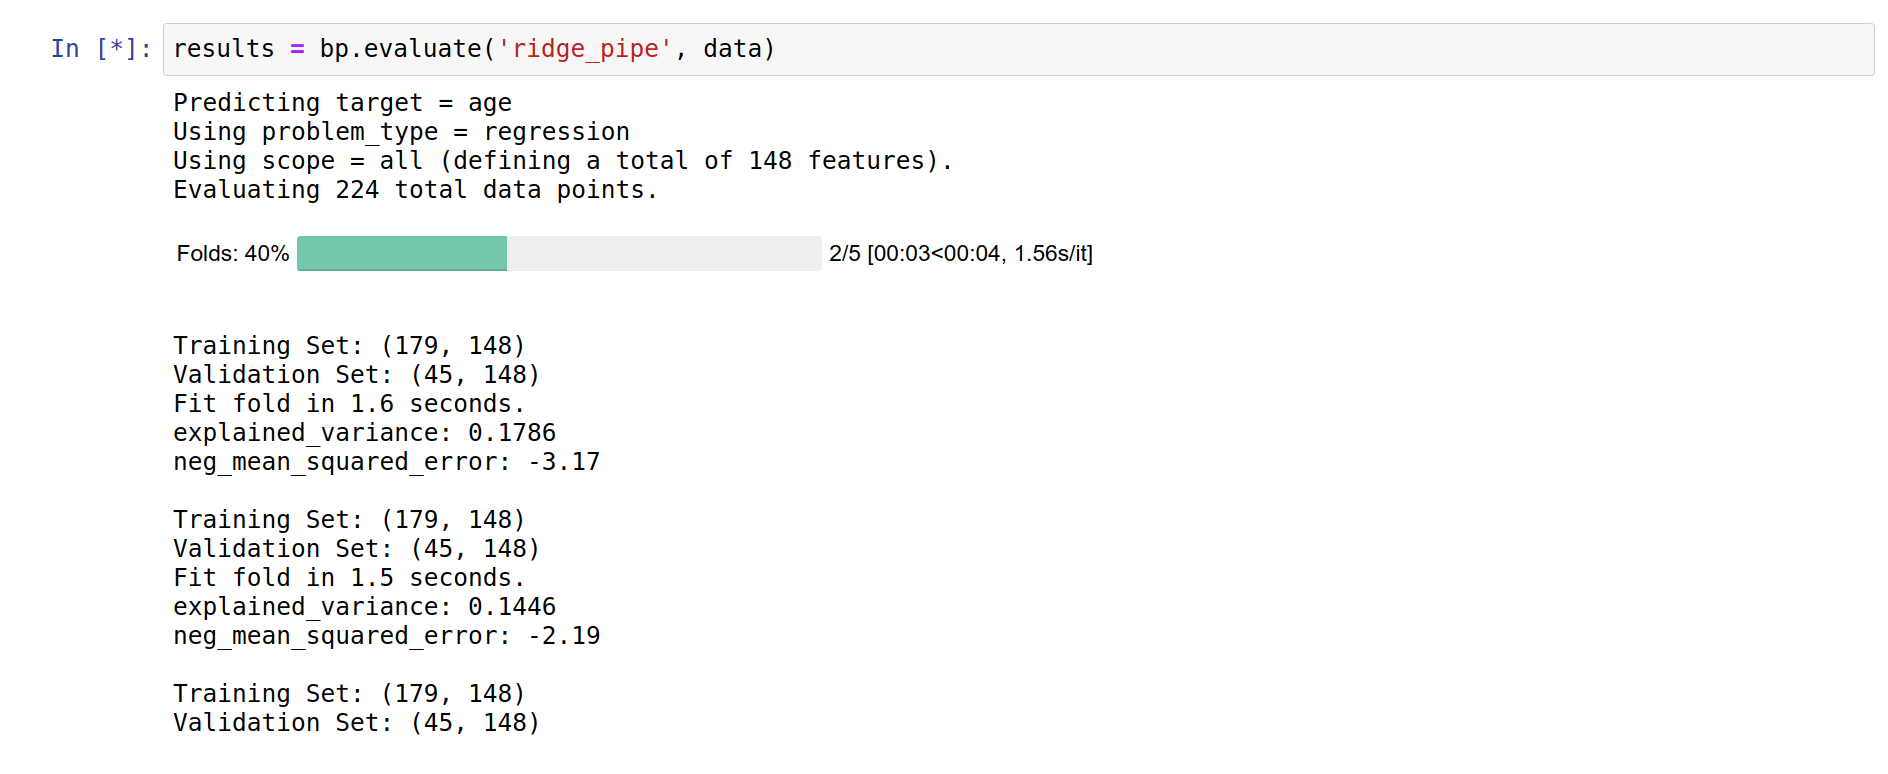 In [*]: results = bp.evaluate('ridge_pipe', data)
Predicting target = age
Using problem_type = regression
Using scope = all (defining a total of 148 features).
Evaluating 224 total data points.
Folds: 40% 2/5 [00:03<00:04, 1.56s/it]
Training Set: (179, 148)
Validation Set: (45, 148)
Fit fold in 1.6 seconds.
explained_variance: 0.1786
neg_mean_squared_error: -3.17
Training Set: (179, 148)
Validation Set: (45, 148)
Fit fold in 1.5 seconds.
explained_variance: 0.1446
neg_mean_squared_error: -2.19
Training Set: (179, 148)
Validation Set: (45, 148)